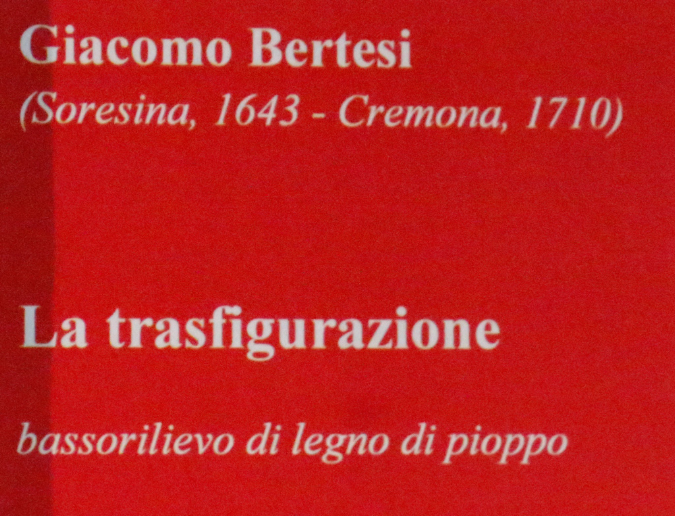 Giacomo Bertesi
(Soresina, 1643 - Cremona, 1710)
La trasfigurazione
bassorilievo di legno di pioppo